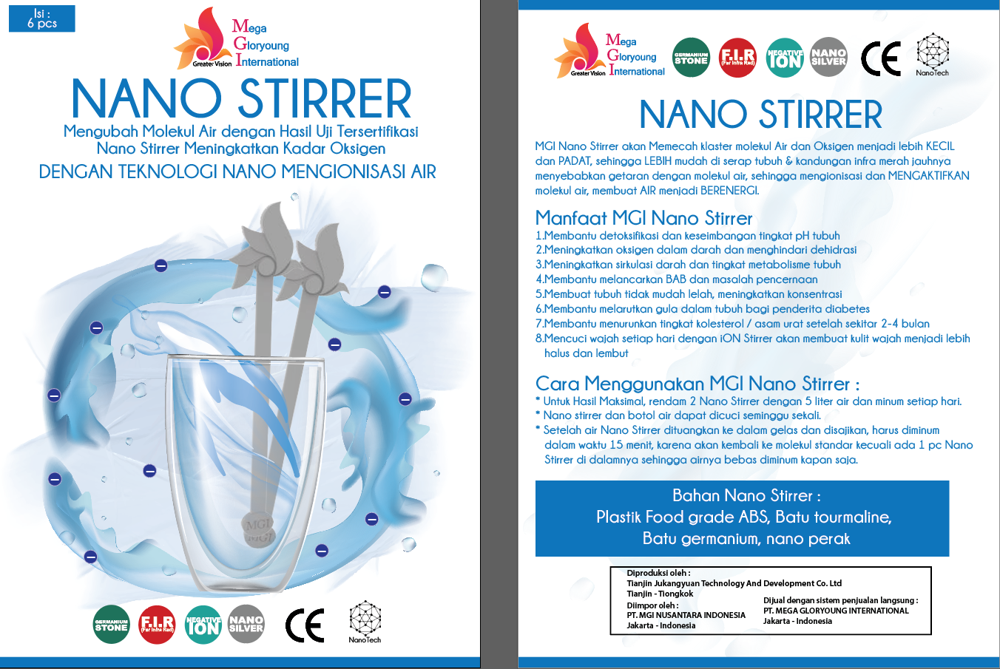 Isi :
6 pcs
Mega
Gloryoung
International
Greater Vision
NANO STIRRER
Mengubah Molekul Air dengan Hasil Uji Tersertifikasi
Nano Stirrer Meningkatkan Kadar Oksigen
DENGAN TEKNOLOGI NANO MENGIONISASI AIR
MGI
MGI
GERMANIUM
STONE
F.I.R
(Far Infra Red)
NEGATIVE
ION
NANO
SILVER
CE
NanoTech
Mega
Gloryoung
International
Greater Vision
GERMANIUM
STONE
F.I.R
(Far Infra Red)
NEGATIVE
ION
NANO
SILVER
CE
NanoTech
NANO STIRRER
MGI Nano Stirrer akan Memecah klaster molekul Air dan Oksigen menjadi lebih KECIL
dan PADAT, sehingga LEBIH mudah di serap tubuh & kandungan infra merah jauhnya
menyebabkan getaran dengan molekul air, sehingga mengionisasi dan MENGAKTIFKAN
molekul air, membuat AIR menjadi BERENERGI.
Manfaat MGI Nano Stirrer
1.Membantu detoksifikasi dan keseimbangan tingkat pH tubuh
2.Meningkatkan oksigen dalam darah dan menghindari dehidrasi
3.Meningkatkan sirkulasi darah dan tingkat metabolisme tubuh
4.Membantu melancarkan BAB dan masalah pencernaan
5.Membuat tubuh tidak mudah lelah, meningkatkan konsentrasi
6.Membantu melarutkan gula dalam tubuh bagi penderita diabetes
7.Membantu menurunkan tingkat kolesterol / asam urat setelah sekitar 2-4 bulan
8.Mencuci wajah setiap hari dengan iON Stirrer akan membuat kulit wajah menjadi lebih
halus dan lembut
Cara Menggunakan MGI Nano Stirrer :
* Untuk Hasil Maksimal, rendam 2 Nano Stirrer dengan 5 liter air dan minum setiap hari.
* Nano stirrer dan botol air dapat dicuci seminggu sekali.
* Setelah air Nano Stirrer dituangkan ke dalam gelas dan disajikan, harus diminum
dalam waktu 15 menit, karena akan kembali ke molekul standar kecuali ada 1 pc Nano
Stirrer di dalamnya sehingga airnya bebas diminum kapan saja.
Bahan Nano Stirrer :
Plastik Food grade ABS, Batu tourmaline,
Batu germanium, nano perak
Diproduksi oleh :
Tianjin Jukangyuan Technology And Development Co. Ltd
Tianjin - Tiongkok
Diimpor oleh :
PT. MGI NUSANTARA INDONESIA
Jakarta - Indonesia
Dijual dengan sistem penjualan langsung :
PT. MEGA GLORYOUNG INTERNATIONAL
Jakarta - Indonesia